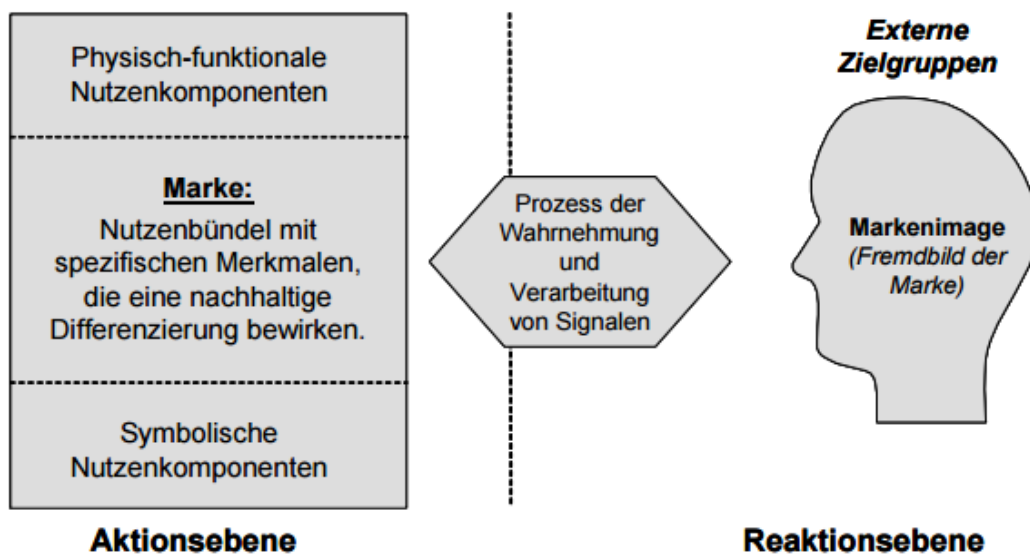 Physisch-funktionale
Nutzenkomponenten
Marke:
Nutzenbündel mit
spezifischen Merkmalen,
die eine nachhaltige
Differenzierung bewirken.
Symbolische
Nutzenkomponenten
Aktionsebene
Prozess der
Wahrnehmung
und
Verarbeitung
von Signalen
Externe
Zielgruppen
Markenimage
(Fremdbild der
Marke)
Reaktionsebene